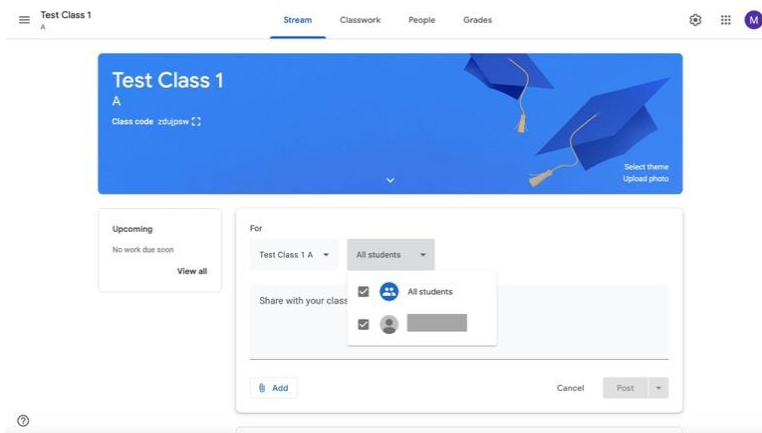 Test Class 1
A
Stream Classwork People Grades
M
Test Class 1
A
Class code zdujpsw
Select theme
Upload photo
Upcoming
No work due soon
View all
For
Test Class 1 A
All students
All students
Share with your class
Add
Cancel
Post